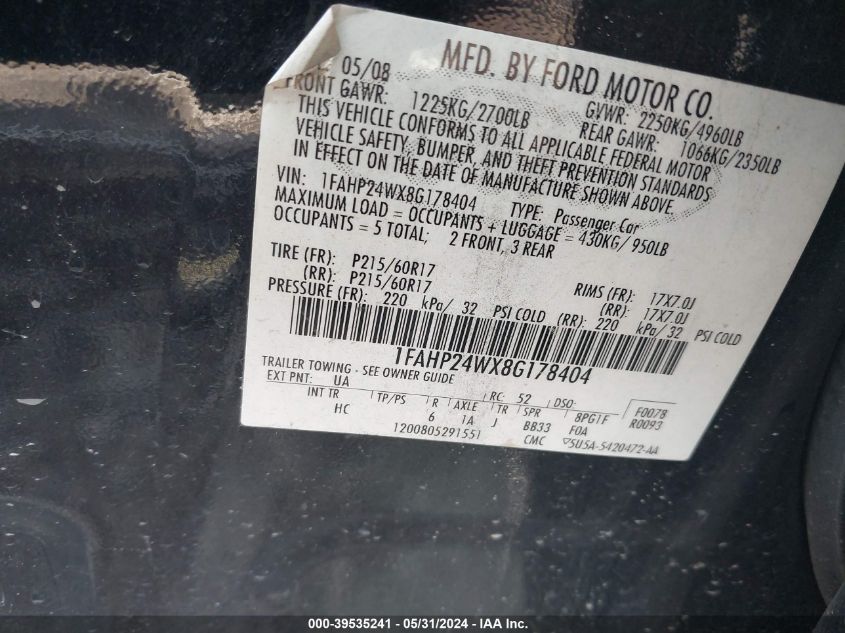 05/08
MFD. BY FORD MOTOR CO.
FRONT GAWR: 1225KG/2700LB
GVWR: 2250KG/4960LB
REAR GAWR: 1066KG/2350LB
THIS VEHICLE CONFORMS TO ALL APPLICABLE FEDERAL MOTOR
VEHICLE SAFETY, BUMPER, AND THEFT PREVENTION STANDARDS
IN EFFECT ON THE DATE OF MANUFACTURE SHOWN ABOVE.
VIN: 1FAHP24WX8G178404 TYPE: Passenger Car
MAXIMUM LOAD = OCCUPANTS + LUGGAGE = 430KG/950LB
OCCUPANTS = 5 TOTAL; 2 FRONT, 3 REAR
TIRE (FR): P215/60R17 RIMS (FR): 17X7.0J
(RR): P215/60R17 (RR): 17X7.0J
PRESSURE (FR): 220 kPa/ 32 PSI COLD (RR): 220 kPa/ 32 PSI COLD
1FAHP24WX8G178404
TRAILER TOWING - SEE OWNER GUIDE
EXT PNT: UA RC: 52 DSO: F0078
INT TR TP/PS R AXLE TR SPR 8PG1F R0093
HC 6 1A J BB33 F0A
1200805291551 CMC 5U5A-5420472-AA
000-39535241 - 05/31/2024 - IAA Inc.